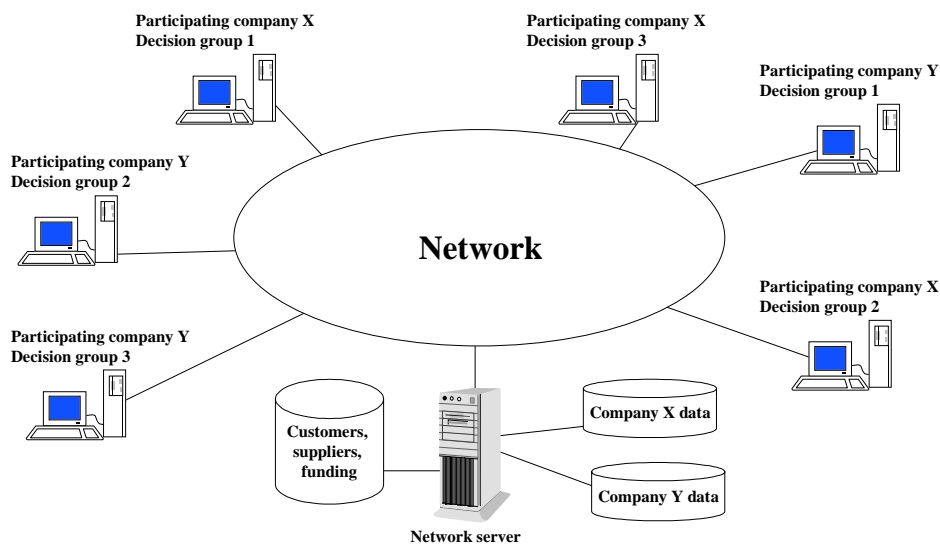 Participating company X
Decision group 1
Participating company X
Decision group 3
Participating company Y
Decision group 1
Participating company Y
Decision group 2
Network
Participating company X
Decision group 2
Participating company Y
Decision group 3
Customers,
suppliers,
funding
Company X data
Company Y data
Network server